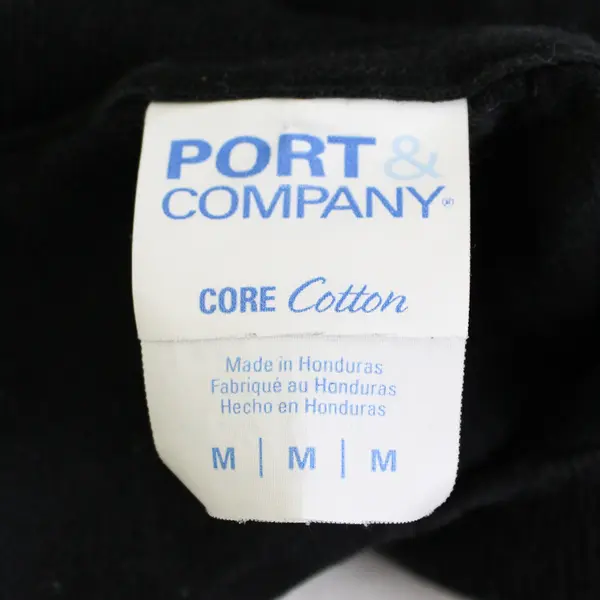 PORT &
COMPANY®
CORE Cotton
Made in Honduras
Fabriqué au Honduras
Hecho en Honduras
M | M | M